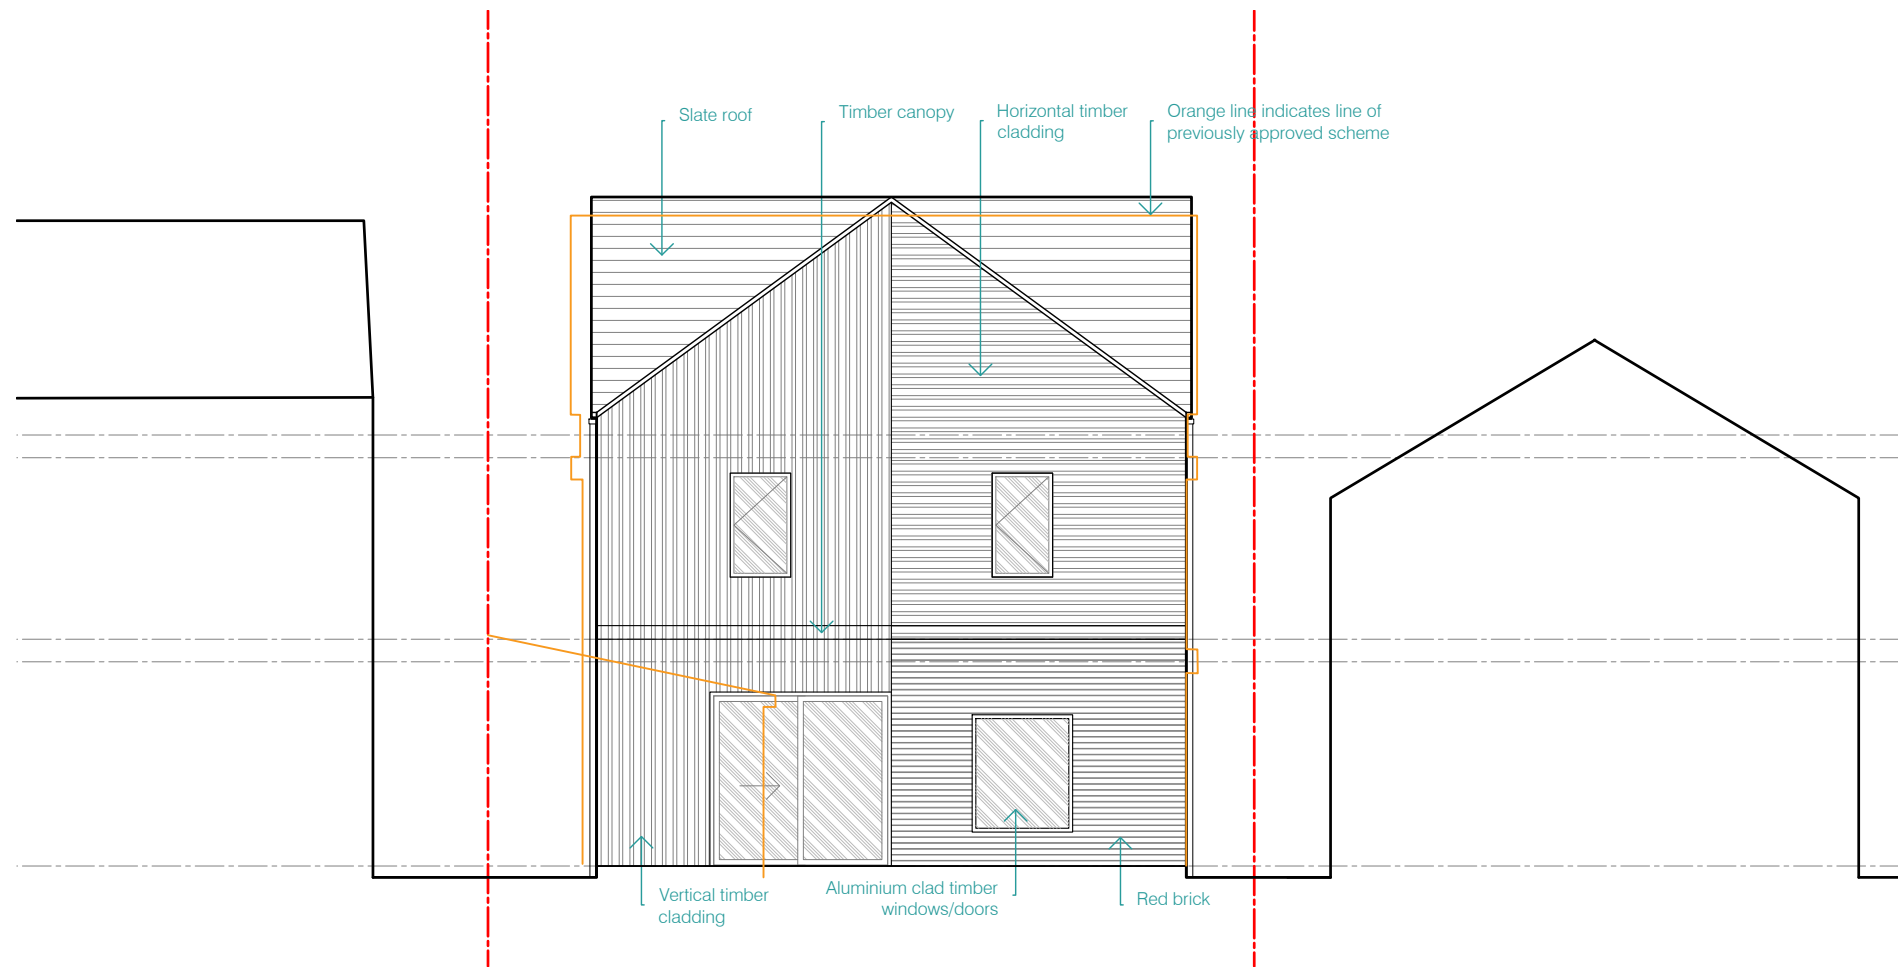 Slate roof
Timber canopy
Horizontal timber
cladding
Orange line indicates line of
previously approved scheme
Vertical timber
cladding
Aluminium clad timber
windows/doors
Red brick